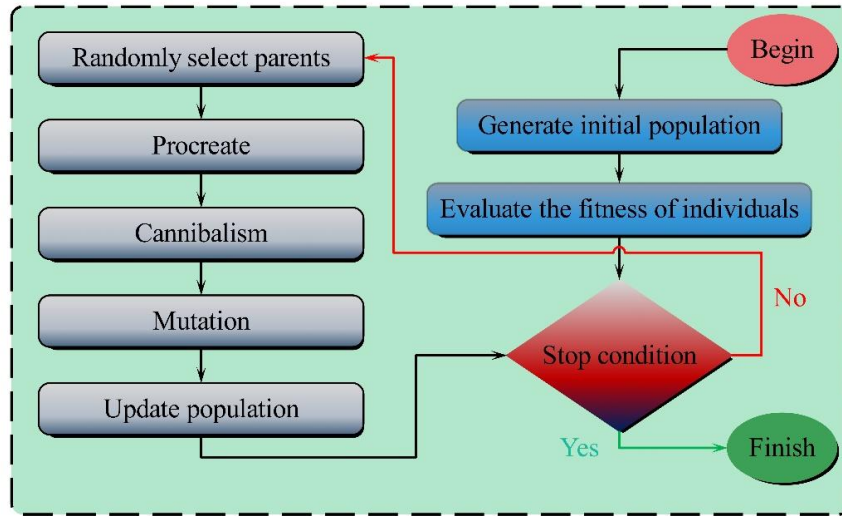 Begin
Generate initial population
Evaluate the fitness of individuals
Stop condition
No
Yes
Finish
Randomly select parents
Procreate
Cannibalism
Mutation
Update population